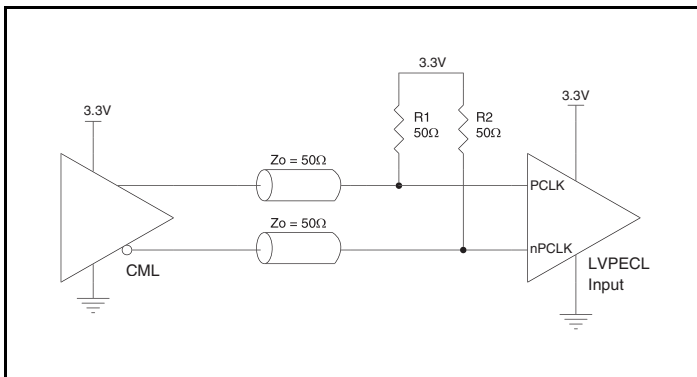 3.3V
3.3V
3.3V
R1
50Ω
R2
50Ω
Zo = 50Ω
PCLK
Zo = 50Ω
nPCLK
CML
LVPECL
Input